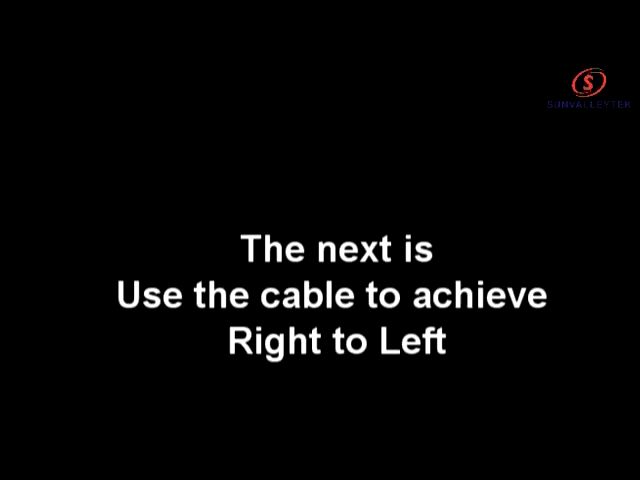 S
SUNVALLEYTEK
The next is
Use the cable to achieve
Right to Left